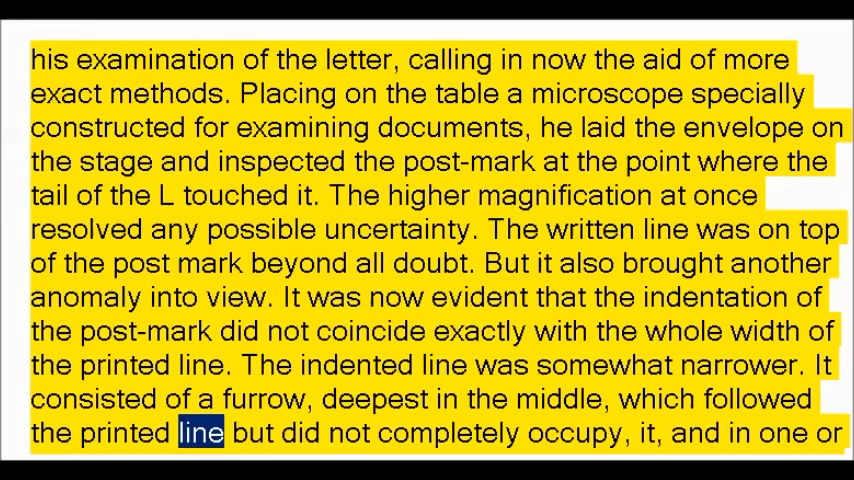 his examination of the letter, calling in now the aid of more
exact methods. Placing on the table a microscope specially
constructed for examining documents, he laid the envelope on
the stage and inspected the post-mark at the point where the
tail of the L touched it. The higher magnification at once
resolved any possible uncertainty. The written line was on top
of the post mark beyond all doubt. But it also brought another
anomaly into view. It was now evident that the indentation of
the post-mark did not coincide exactly with the whole width of
the printed line. The indented line was somewhat narrower. It
consisted of a furrow, deepest in the middle, which followed
the printed line but did not completely occupy, it, and in one or